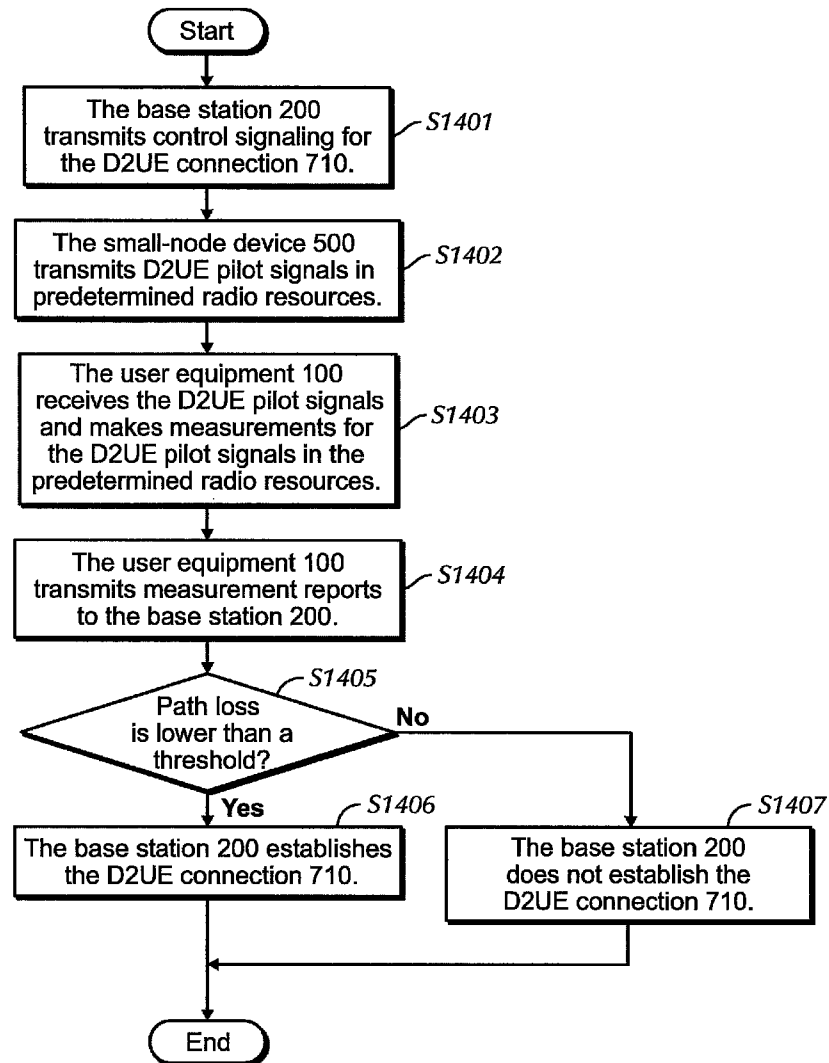 Start
The base station 200
transmits control signaling for
the D2UE connection 710.
S1401
The small-node device 500
transmits D2UE pilot signals in
predetermined radio resources.
S1402
The user equipment 100
receives the D2UE pilot signals
and makes measurements for
the D2UE pilot signals in the
predetermined radio resources.
S1403
The user equipment 100
transmits measurement reports
to the base station 200.
S1404
S1405
Path loss
is lower than a
threshold?
No
Yes
S1406
The base station 200 establishes
the D2UE connection 710.
S1407
The base station 200
does not establish the
D2UE connection 710.
End